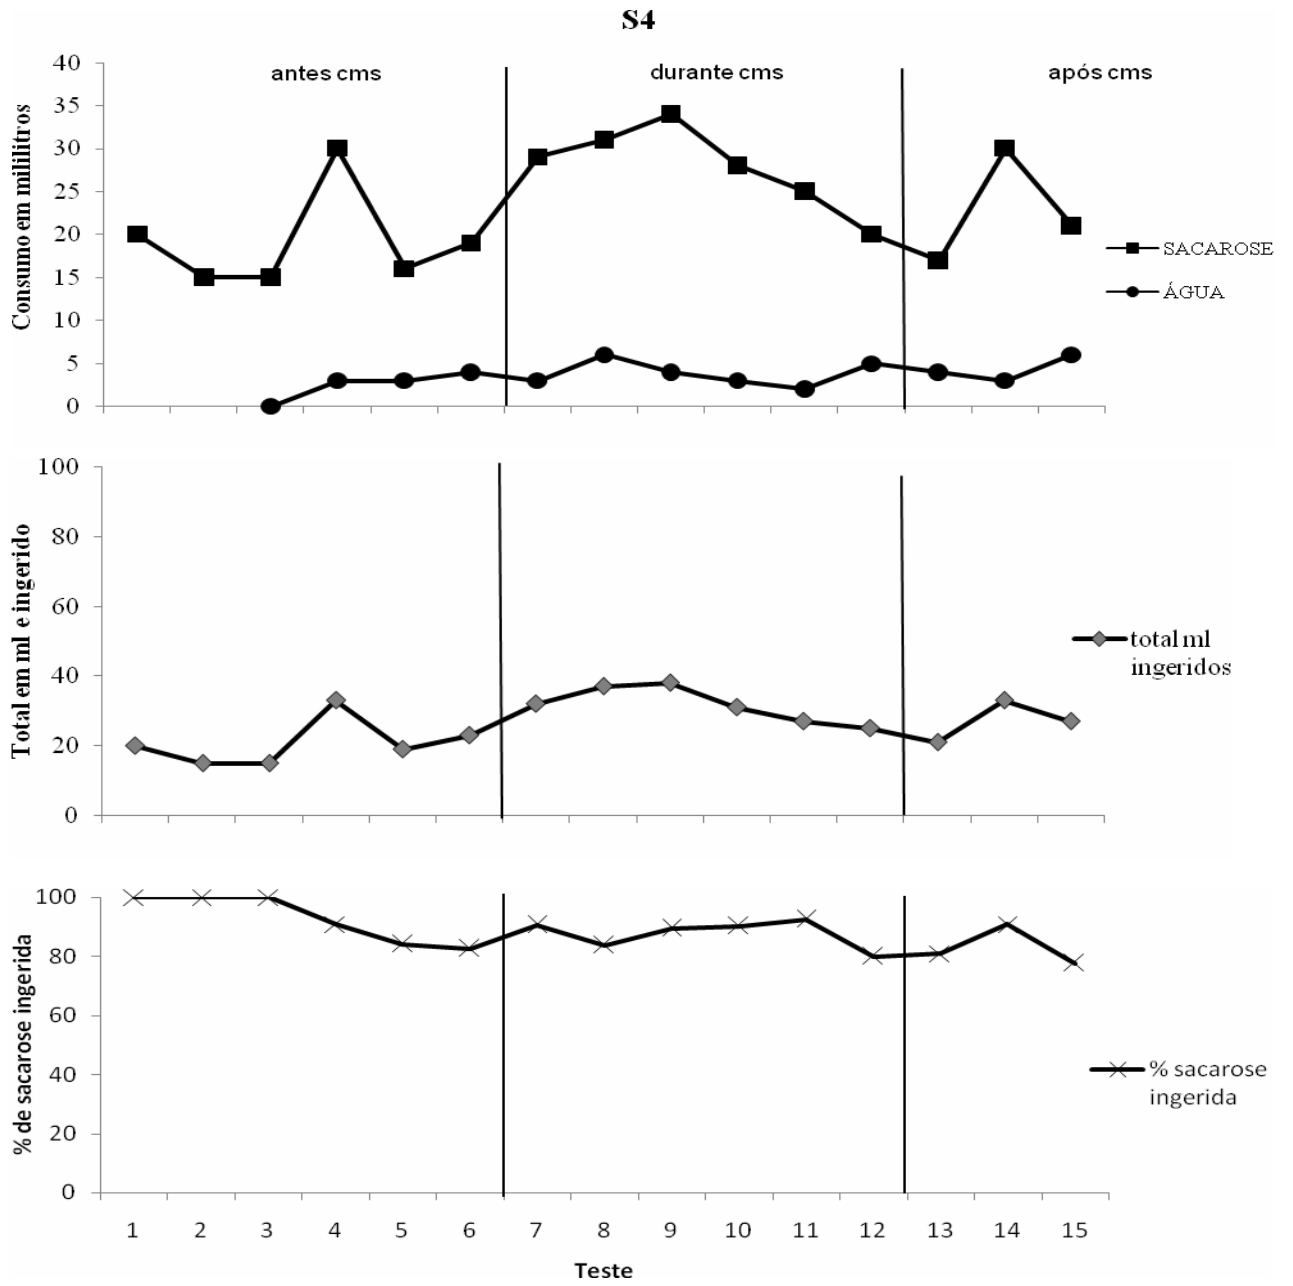 S4
antes cms
durante cms
após cms
Consumo em mililitros
40
35
30
25
20
15
10
5
0
SACAROSE
ÁGUA
Total em ml e ingerido
100
80
60
40
20
0
total ml
ingeridos
% de sacarose ingerida
100
80
60
40
20
0
% sacarose
ingerida
1 2 3 4 5 6 7 8 9 10 11 12 13 14 15
Teste